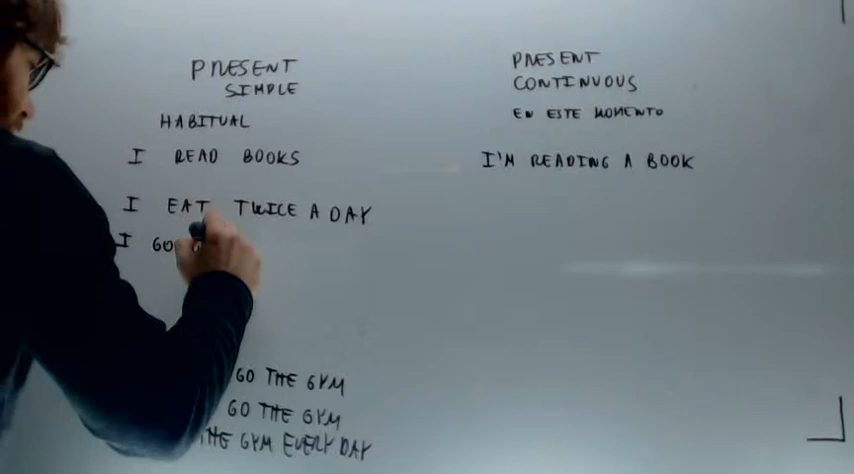 PRESENT
SIMPLE
HABITUAL
I READ BOOKS
I EAT TWICE A DAY
I GO
GO THE GYM
GO THE GYM
THE GYM EVERY DAY
PRESENT
CONTINUOUS
EN ESTE MOMENTO
I'M READING A BOOK